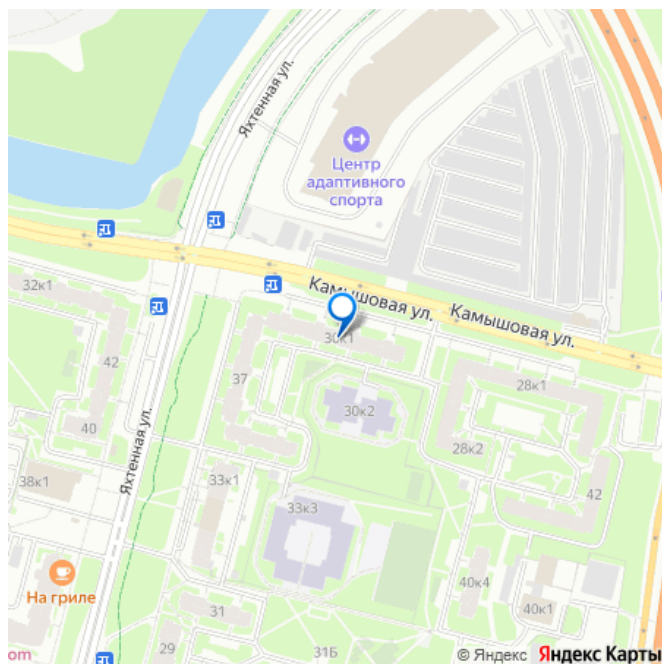 Яхтенная ул.
Центр
адаптивного
спорта
32к1
Камышовая ул.
Камышовая ул.
30к1
42
37
28к1
30к2
40
28к2
Яхтенная ул.
38к1
33к1
42
33к3
На гриле
40к4
31
40к1
29
31Б
om
© Яндекс Яндекс Карты